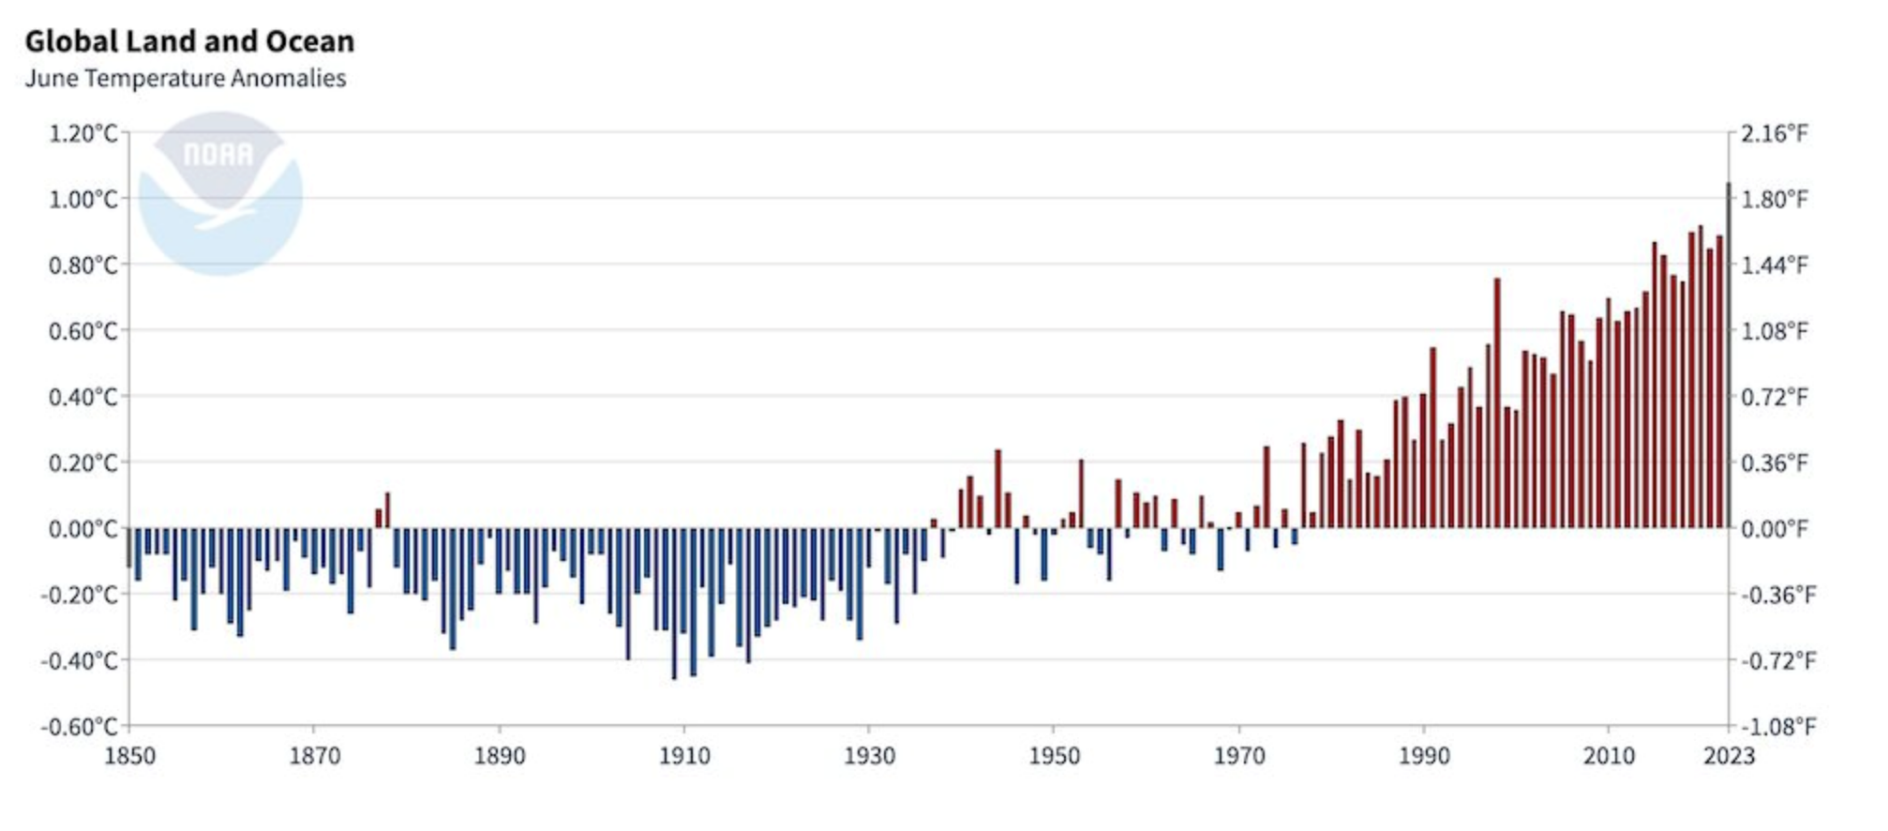 Global Land and Ocean
June Temperature Anomalies
NOAA
1.20°C 2.16°F
1.00°C 1.80°F
0.80°C 1.44°F
0.60°C 1.08°F
0.40°C 0.72°F
0.20°C 0.36°F
0.00°C 0.00°F
-0.20°C -0.36°F
-0.40°C -0.72°F
-0.60°C -1.08°F
1850 1870 1890 1910 1930 1950 1970 1990 2010 2023